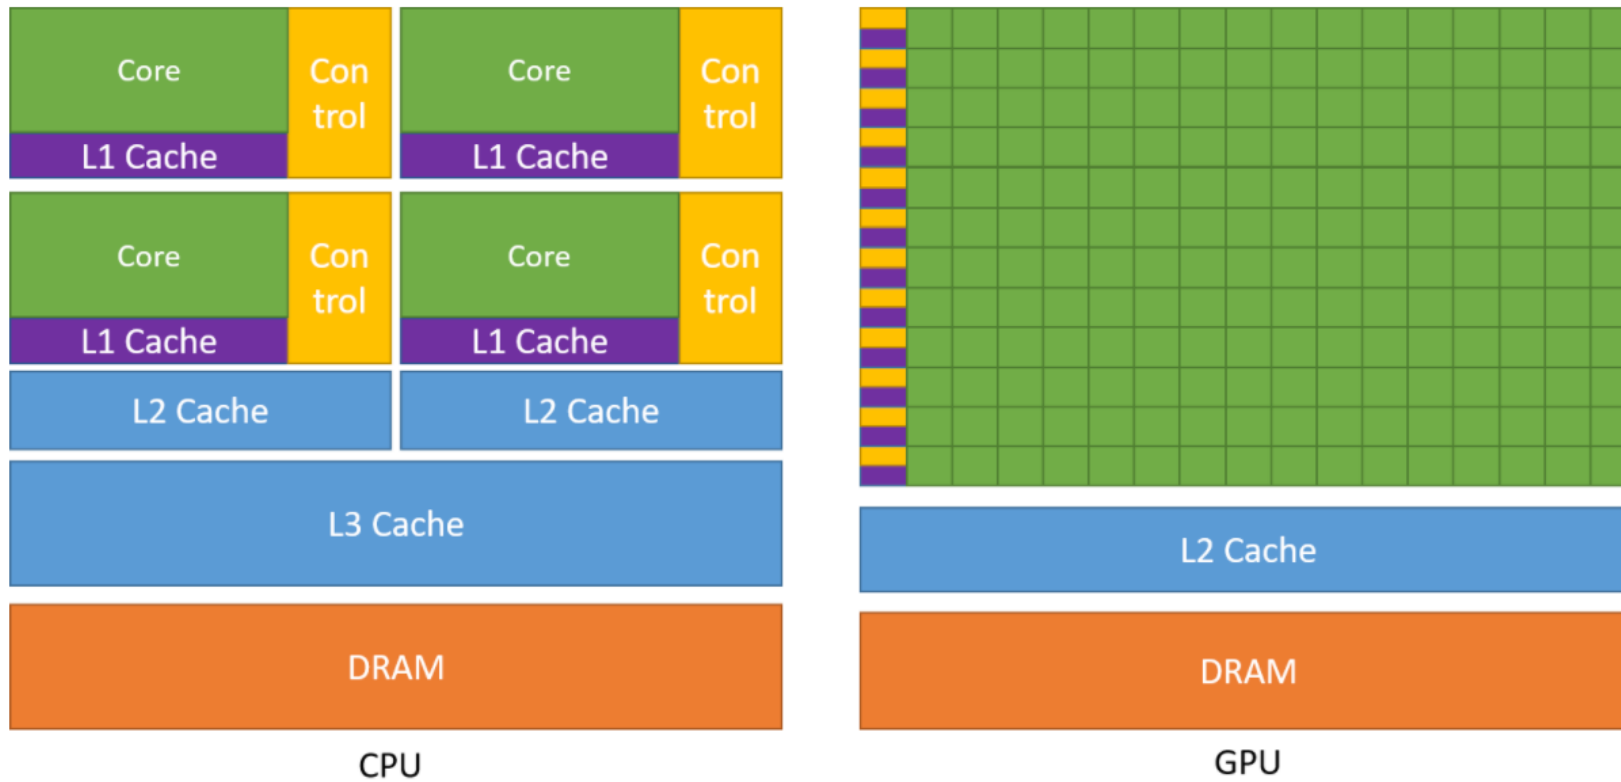 Core
Con
trol
L1 Cache
Core
Con
trol
L1 Cache
Core
Con
trol
L1 Cache
Core
Con
trol
L1 Cache
L2 Cache
L2 Cache
L3 Cache
DRAM
CPU
L2 Cache
DRAM
GPU